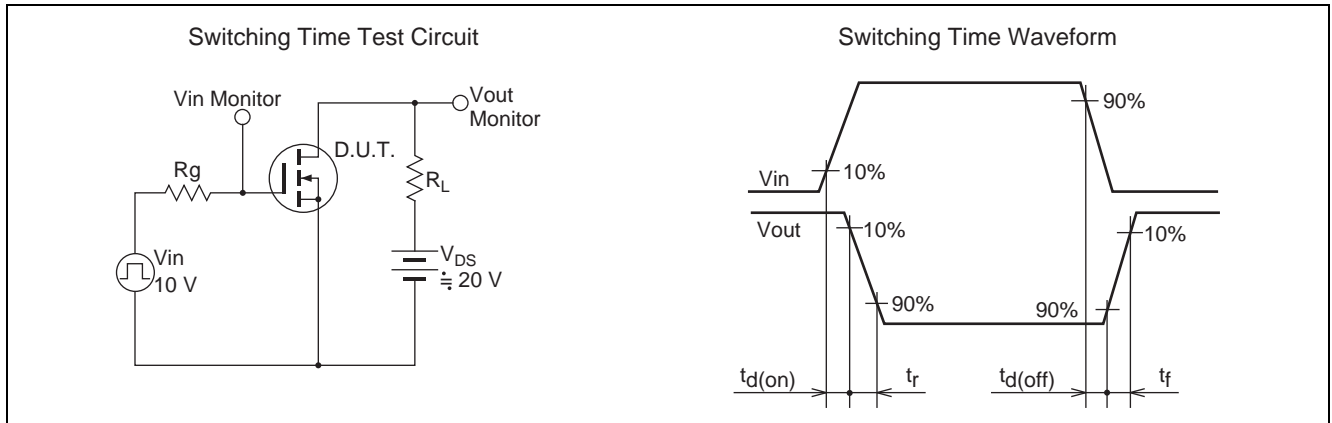 Switching Time Test Circuit
Vin Monitor
Vout
Monitor
D.U.T.
Rg
RL
Vin
10 V
VDS
≒ 20 V
Switching Time Waveform
90%
10%
Vin
Vout
10%
10%
90%
90%
td(on)
tr
td(off)
tf